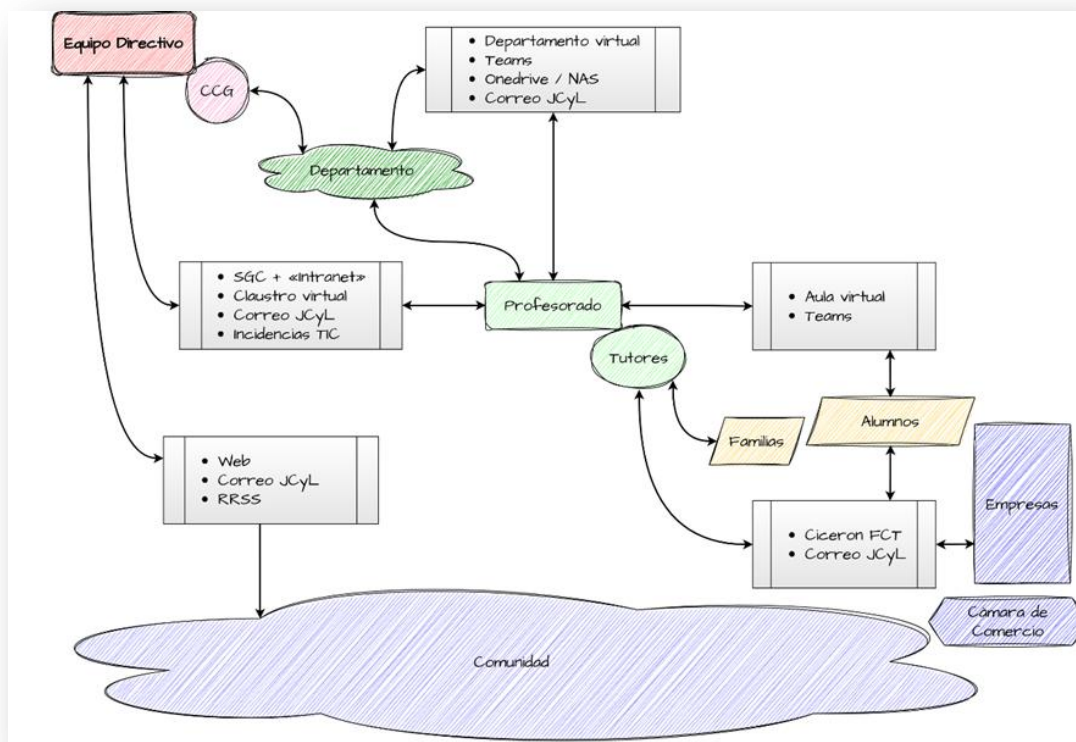 Equipo Directivo
CCG
• Departamento virtual
• Teams
• Onedrive / NAS
• Correo JCyL
Departamento
• SGC + «Intranet»
• Claustro virtual
• Correo JCyL
• Incidencias TIC
Profesorado
• Aula virtual
• Teams
Tutores
Familias
Alumnos
• Web
• Correo JCyL
• RRSS
• Ciceron FCT
• Correo JCyL
Empresas
Cámara de
Comercio
Comunidad